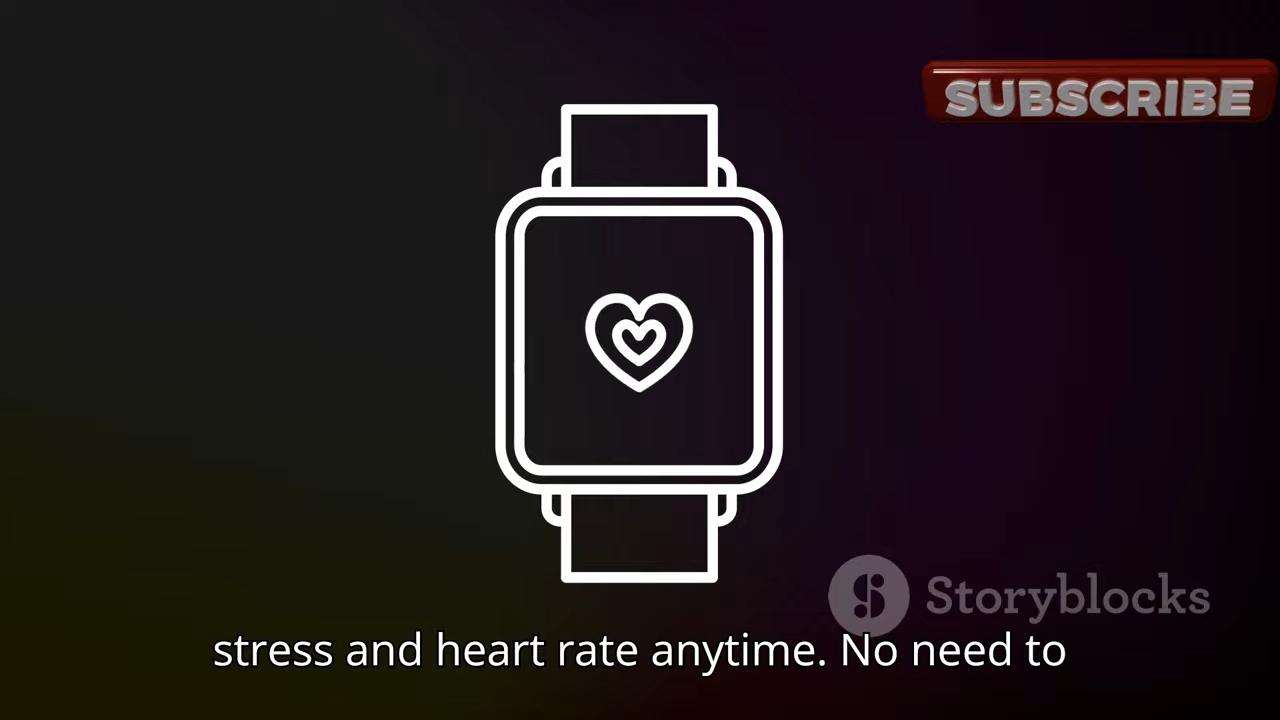 SUBSCRIBE
Storyblocks
stress and heart rate anytime. No need to